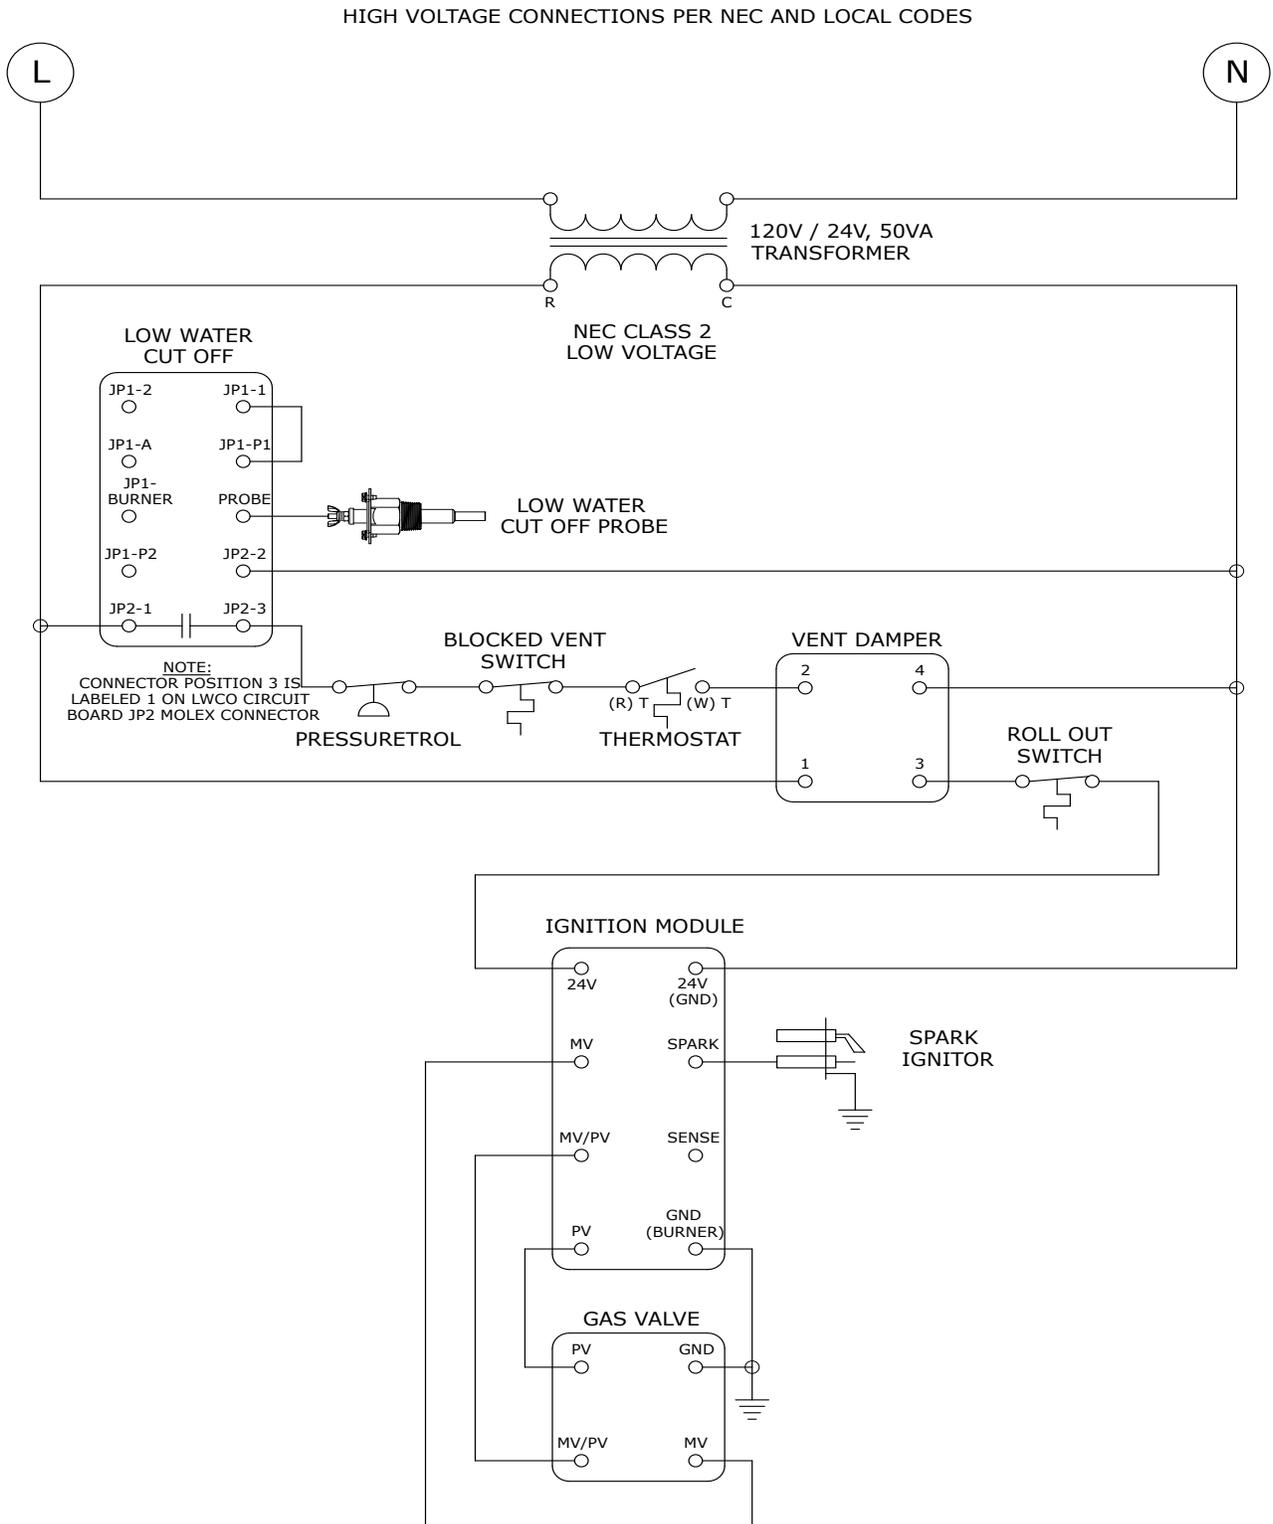 HIGH VOLTAGE CONNECTIONS PER NEC AND LOCAL CODES
L
N
120V / 24V, 50VA
TRANSFORMER
R
C
NEC CLASS 2
LOW VOLTAGE
LOW WATER
CUT OFF
JP1-2
JP1-1
JP1-A
JP1-P1
JP1-
BURNER
PROBE
LOW WATER
CUT OFF PROBE
JP1-P2
JP2-2
JP2-1
JP2-3
NOTE:
CONNECTOR POSITION 3 IS
LABELED 1 ON LWCO CIRCUIT
BOARD JP2 MOLEX CONNECTOR
PRESSURETROL
BLOCKED VENT
SWITCH
(R) T
(W) T
THERMOSTAT
VENT DAMPER
2
4
1
3
ROLL OUT
SWITCH
IGNITION MODULE
24V
24V
(GND)
MV
SPARK
SPARK
IGNITOR
MV/PV
SENSE
PV
GND
(BURNER)
GAS VALVE
PV
GND
MV/PV
MV